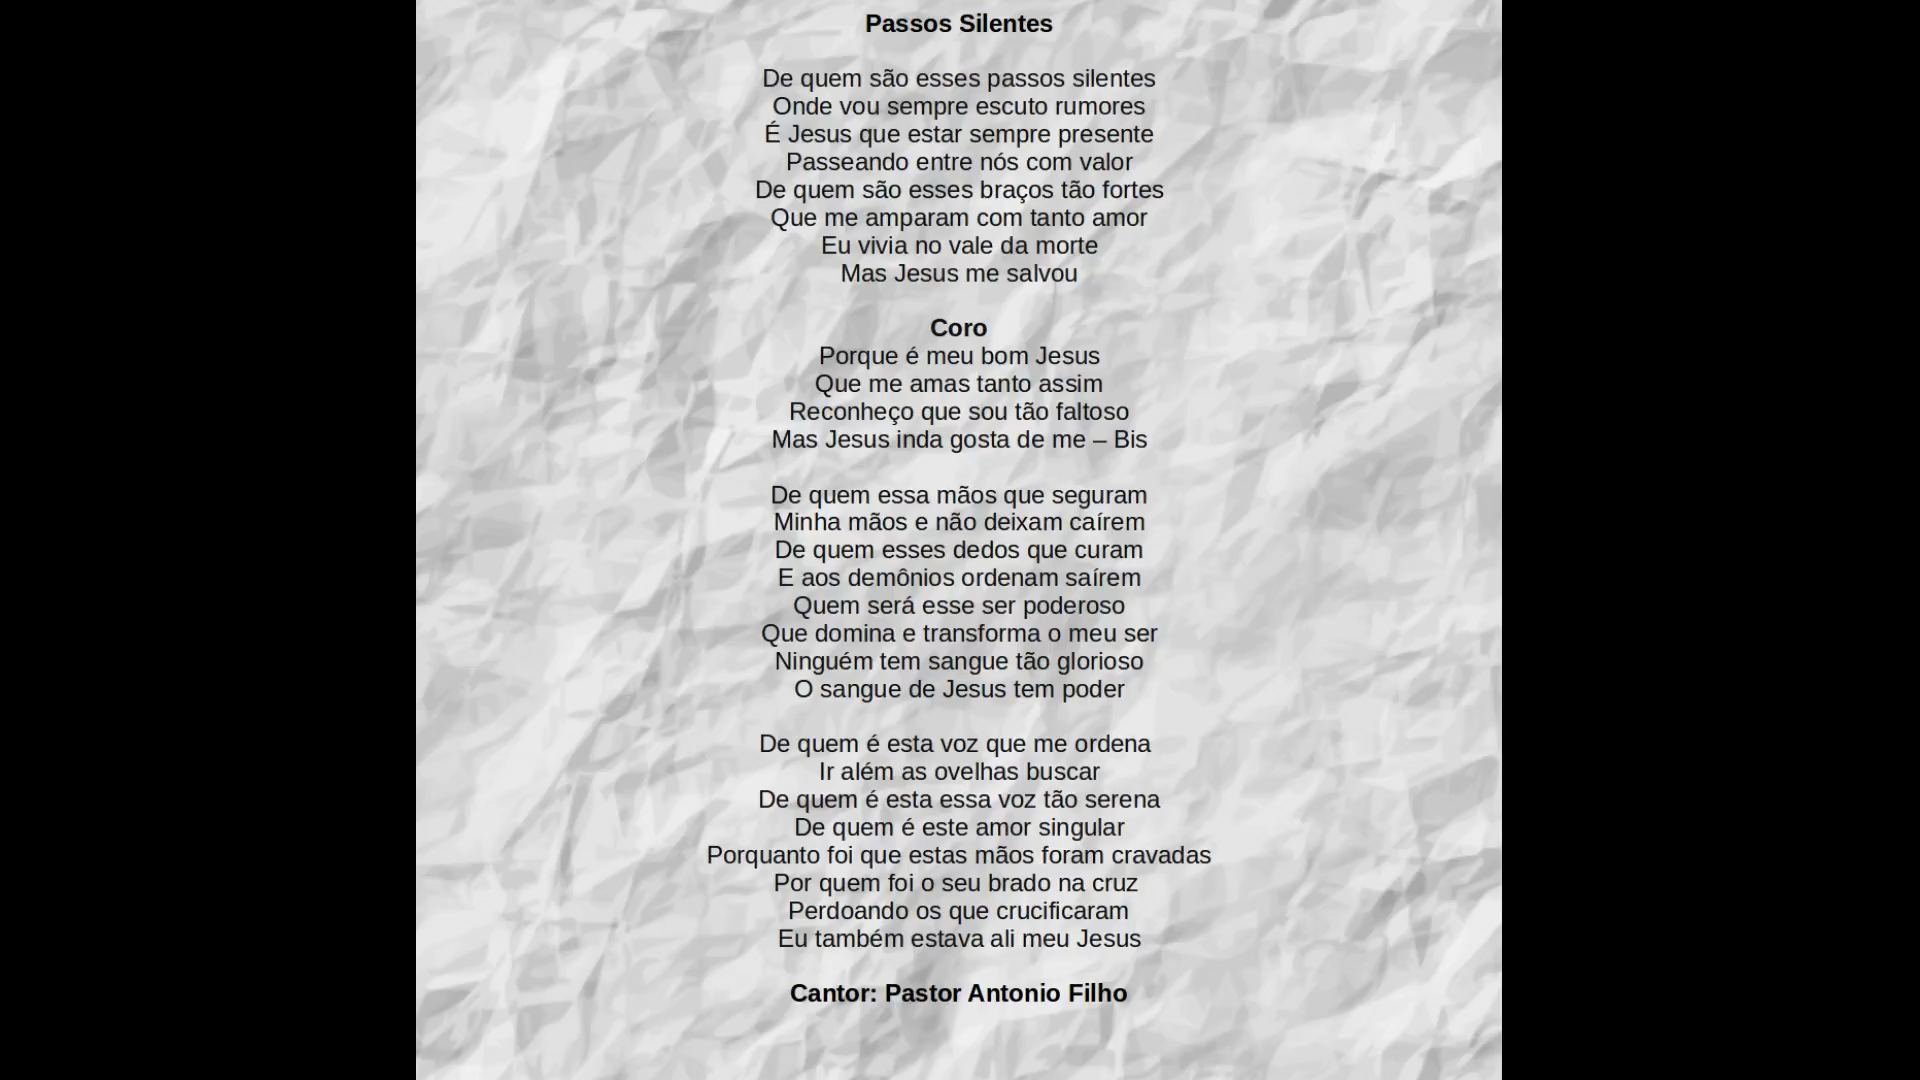 Passos Silentes
De quem são esses passos silentes
Onde vou sempre escuto rumores
É Jesus que estar sempre presente
Passeando entre nós com valor
De quem são esses braços tão fortes
Que me amparam com tanto amor
Eu vivia no vale da morte
Mas Jesus me salvou
Coro
Porque é meu bom Jesus
Que me amas tanto assim
Reconheço que sou tão faltoso
Mas Jesus inda gosta de me – Bis
De quem essa mãos que seguram
Minha mãos e não deixam caírem
De quem esses dedos que curam
E aos demônios ordenam saírem
Quem será esse ser poderoso
Que domina e transforma o meu ser
Ninguém tem sangue tão glorioso
O sangue de Jesus tem poder
De quem é esta voz que me ordena
Ir além as ovelhas buscar
De quem é esta essa voz tão serena
De quem é este amor singular
Porquanto foi que estas mãos foram cravadas
Por quem foi o seu brado na cruz
Perdoando os que crucificaram
Eu também estava ali meu Jesus
Cantor: Pastor Antonio Filho